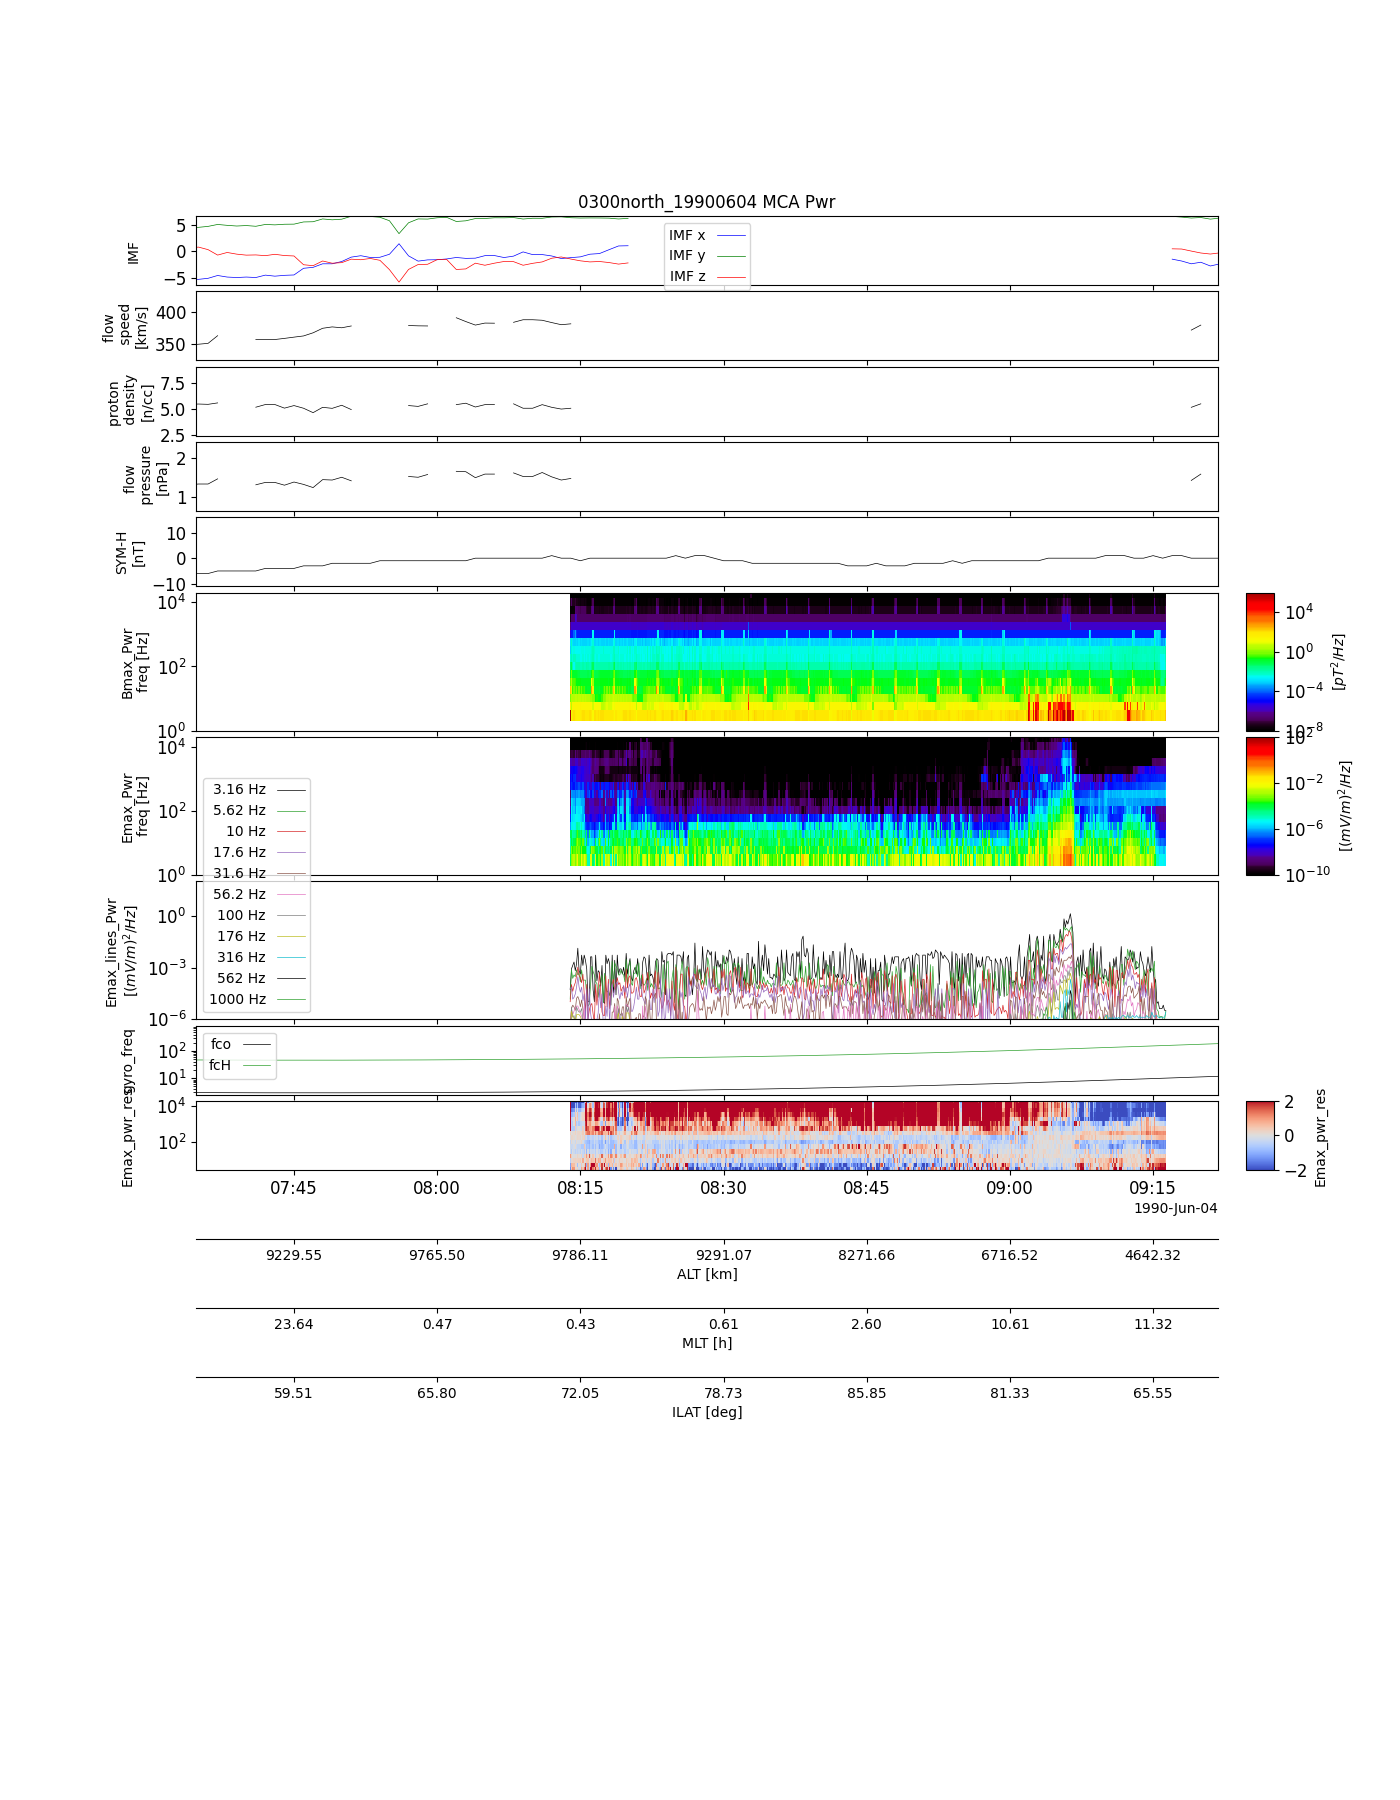 0300north_19900604 MCA Pwr
IMF
5
0
−5
IMF x
IMF y
IMF z
flow
speed
[km/s]
400
350
proton
density
[n/cc]
7.5
5.0
2.5
flow
pressure
[nPa]
2
1
SYM-H
[nT]
10
0
−10
Bmax_Pwr
freq [Hz]
10^4
10^2
10^0
10^4
10^0
10^−4
10^−8
[pT^2/Hz]
Emax_Pwr
freq [Hz]
10^4
10^2
10^0
10^2
10^−2
10^−6
10^−10
[(mV/m)^2/Hz]
3.16 Hz
5.62 Hz
10 Hz
17.6 Hz
31.6 Hz
56.2 Hz
100 Hz
176 Hz
316 Hz
562 Hz
1000 Hz
Emax_lines_Pwr
[(mV/m)^2/Hz]
10^0
10^−3
10^−6
gyro_freq
10^2
10^1
fco
fcH
Emax_pwr_res
10^4
10^2
2
0
−2
Emax_pwr_res
07:45 08:00 08:15 08:30 08:45 09:00 09:15
1990-Jun-04
9229.55 9765.50 9786.11 9291.07 8271.66 6716.52 4642.32
ALT [km]
23.64 0.47 0.43 0.61 2.60 10.61 11.32
MLT [h]
59.51 65.80 72.05 78.73 85.85 81.33 65.55
ILAT [deg]